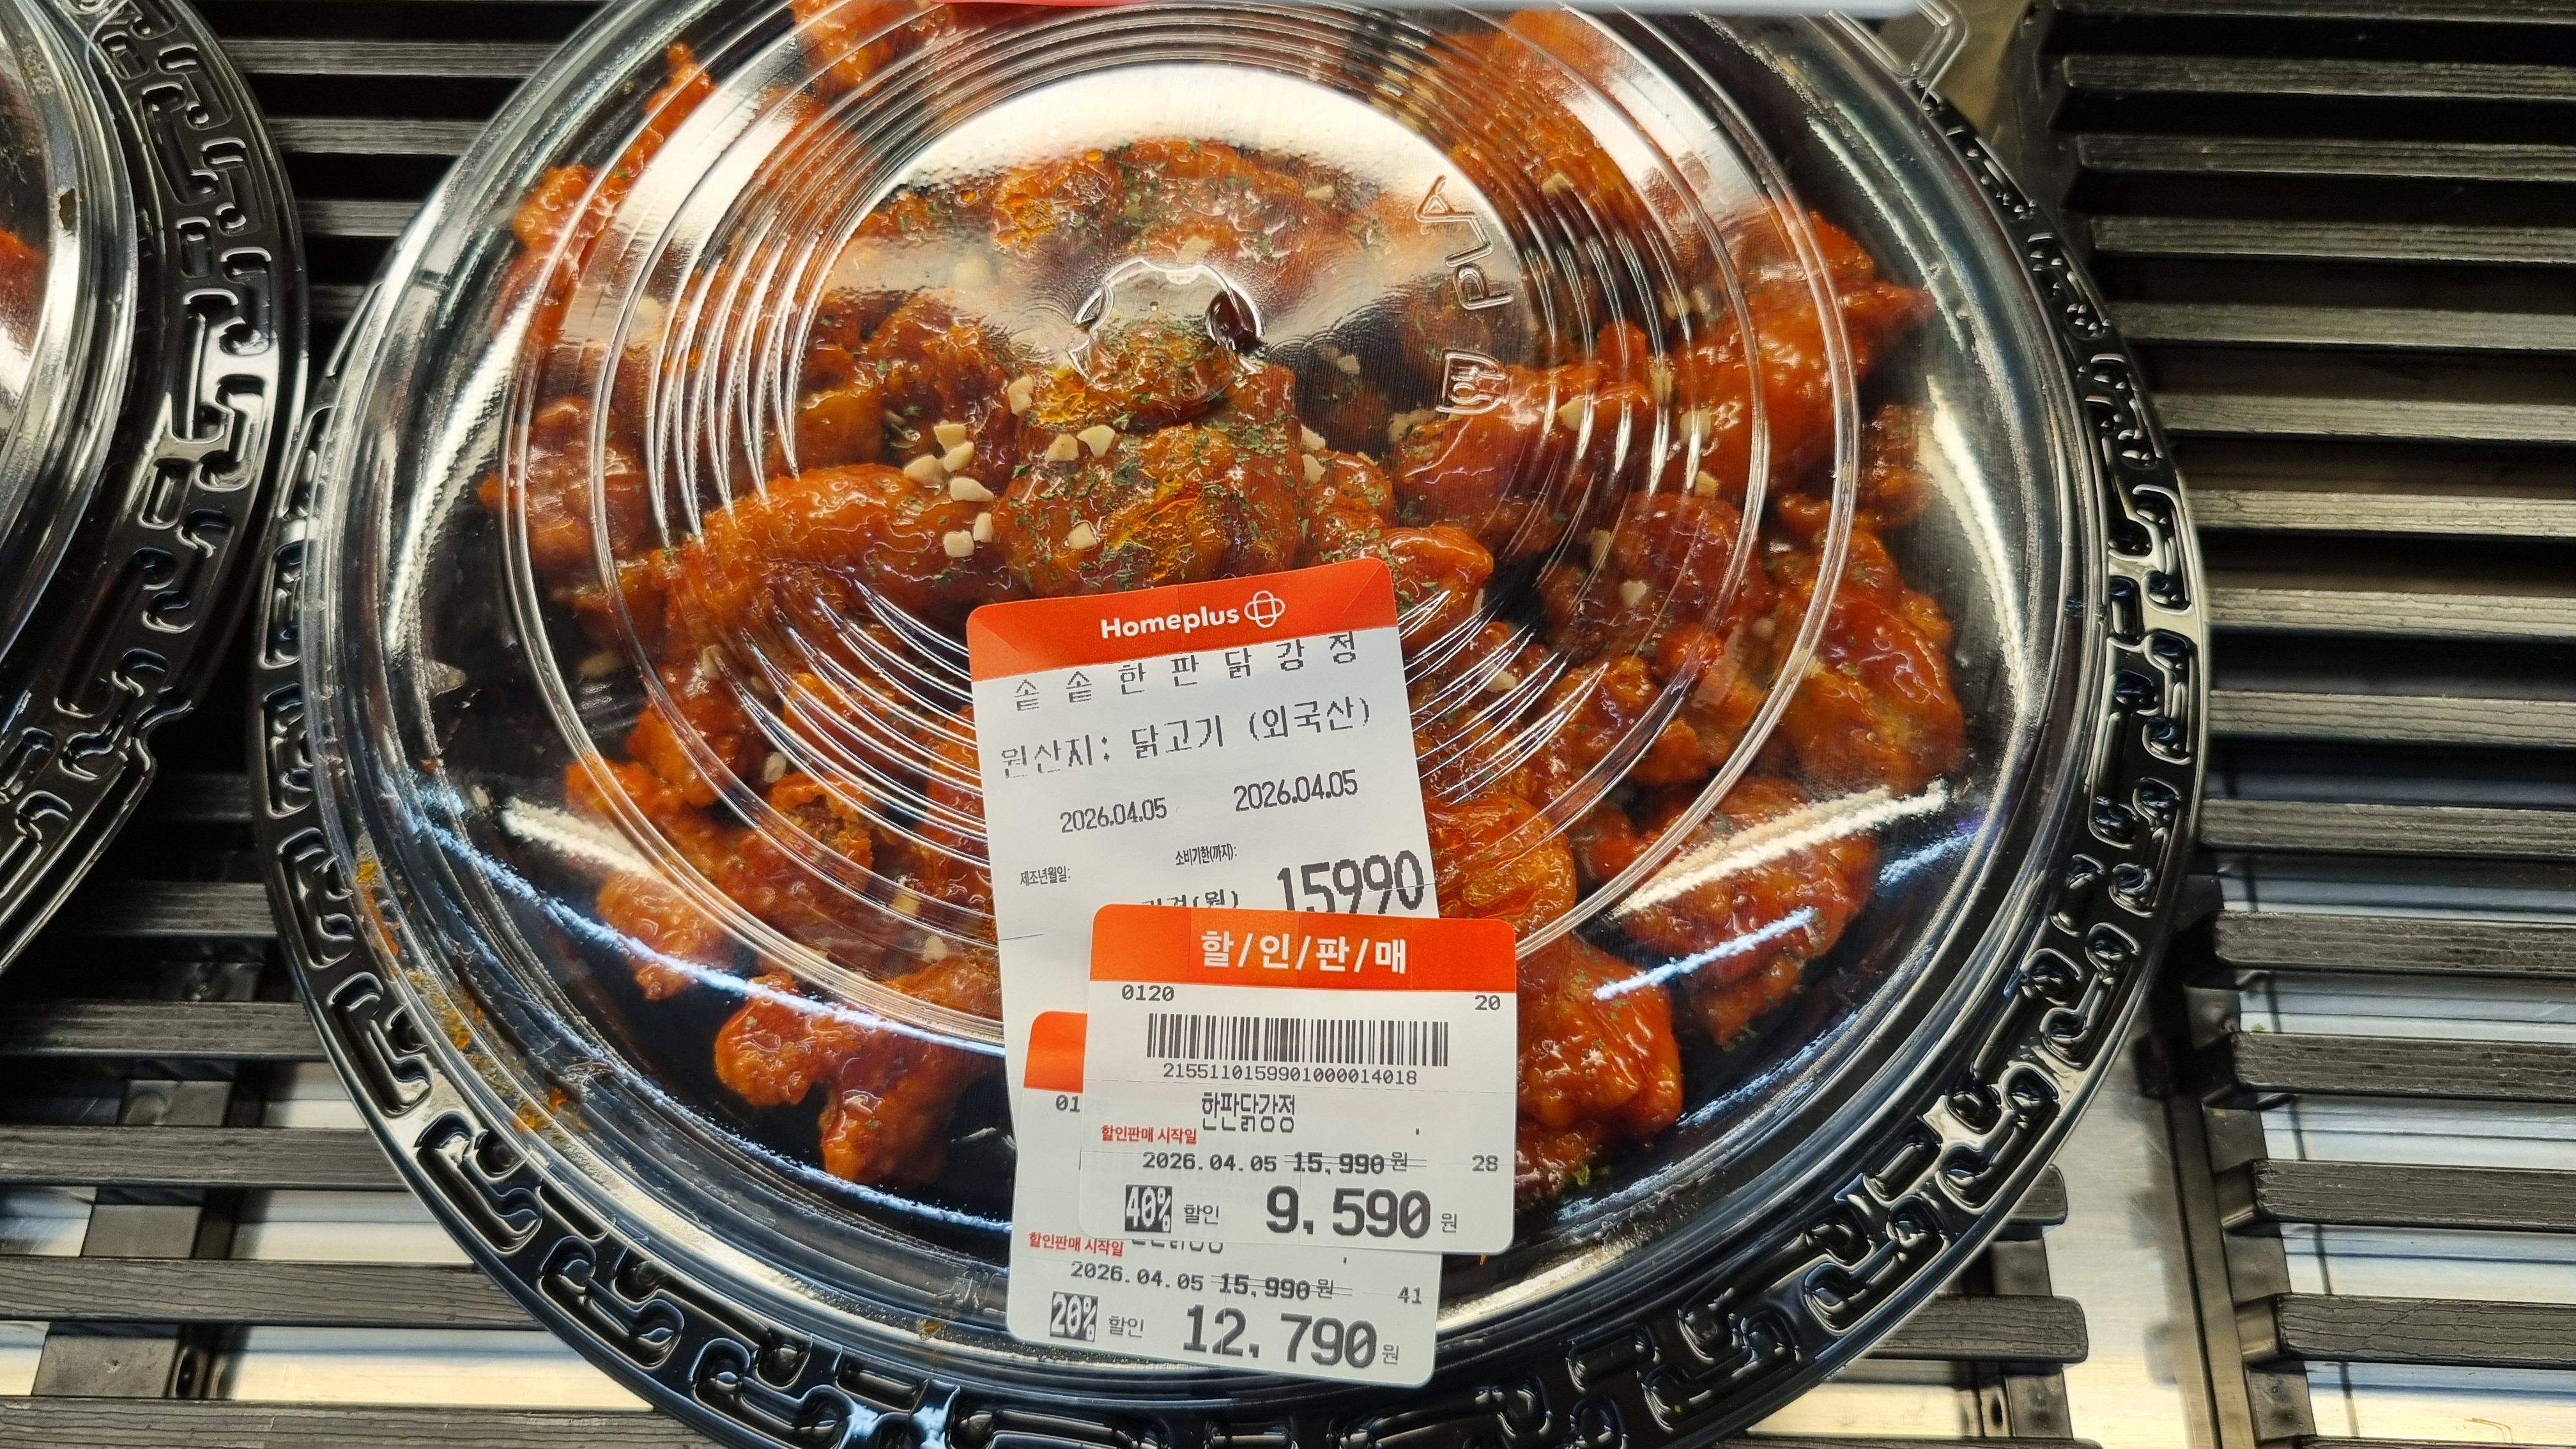 Homeplus
솥솥한판닭강정
원산지: 닭고기 (외국산)
2026.04.05 2026.04.05
제조년월일: 소비기한(까지):
(원) 15990
할/인/판/매
0120 20
2155110159901000014018
한판닭강정
할인판매 시작일
2026.04.05 15,990원 28
40% 할인 9,590원
01
할인판매 시작일
2026.04.05 15,990원 41
20% 할인 12,790원